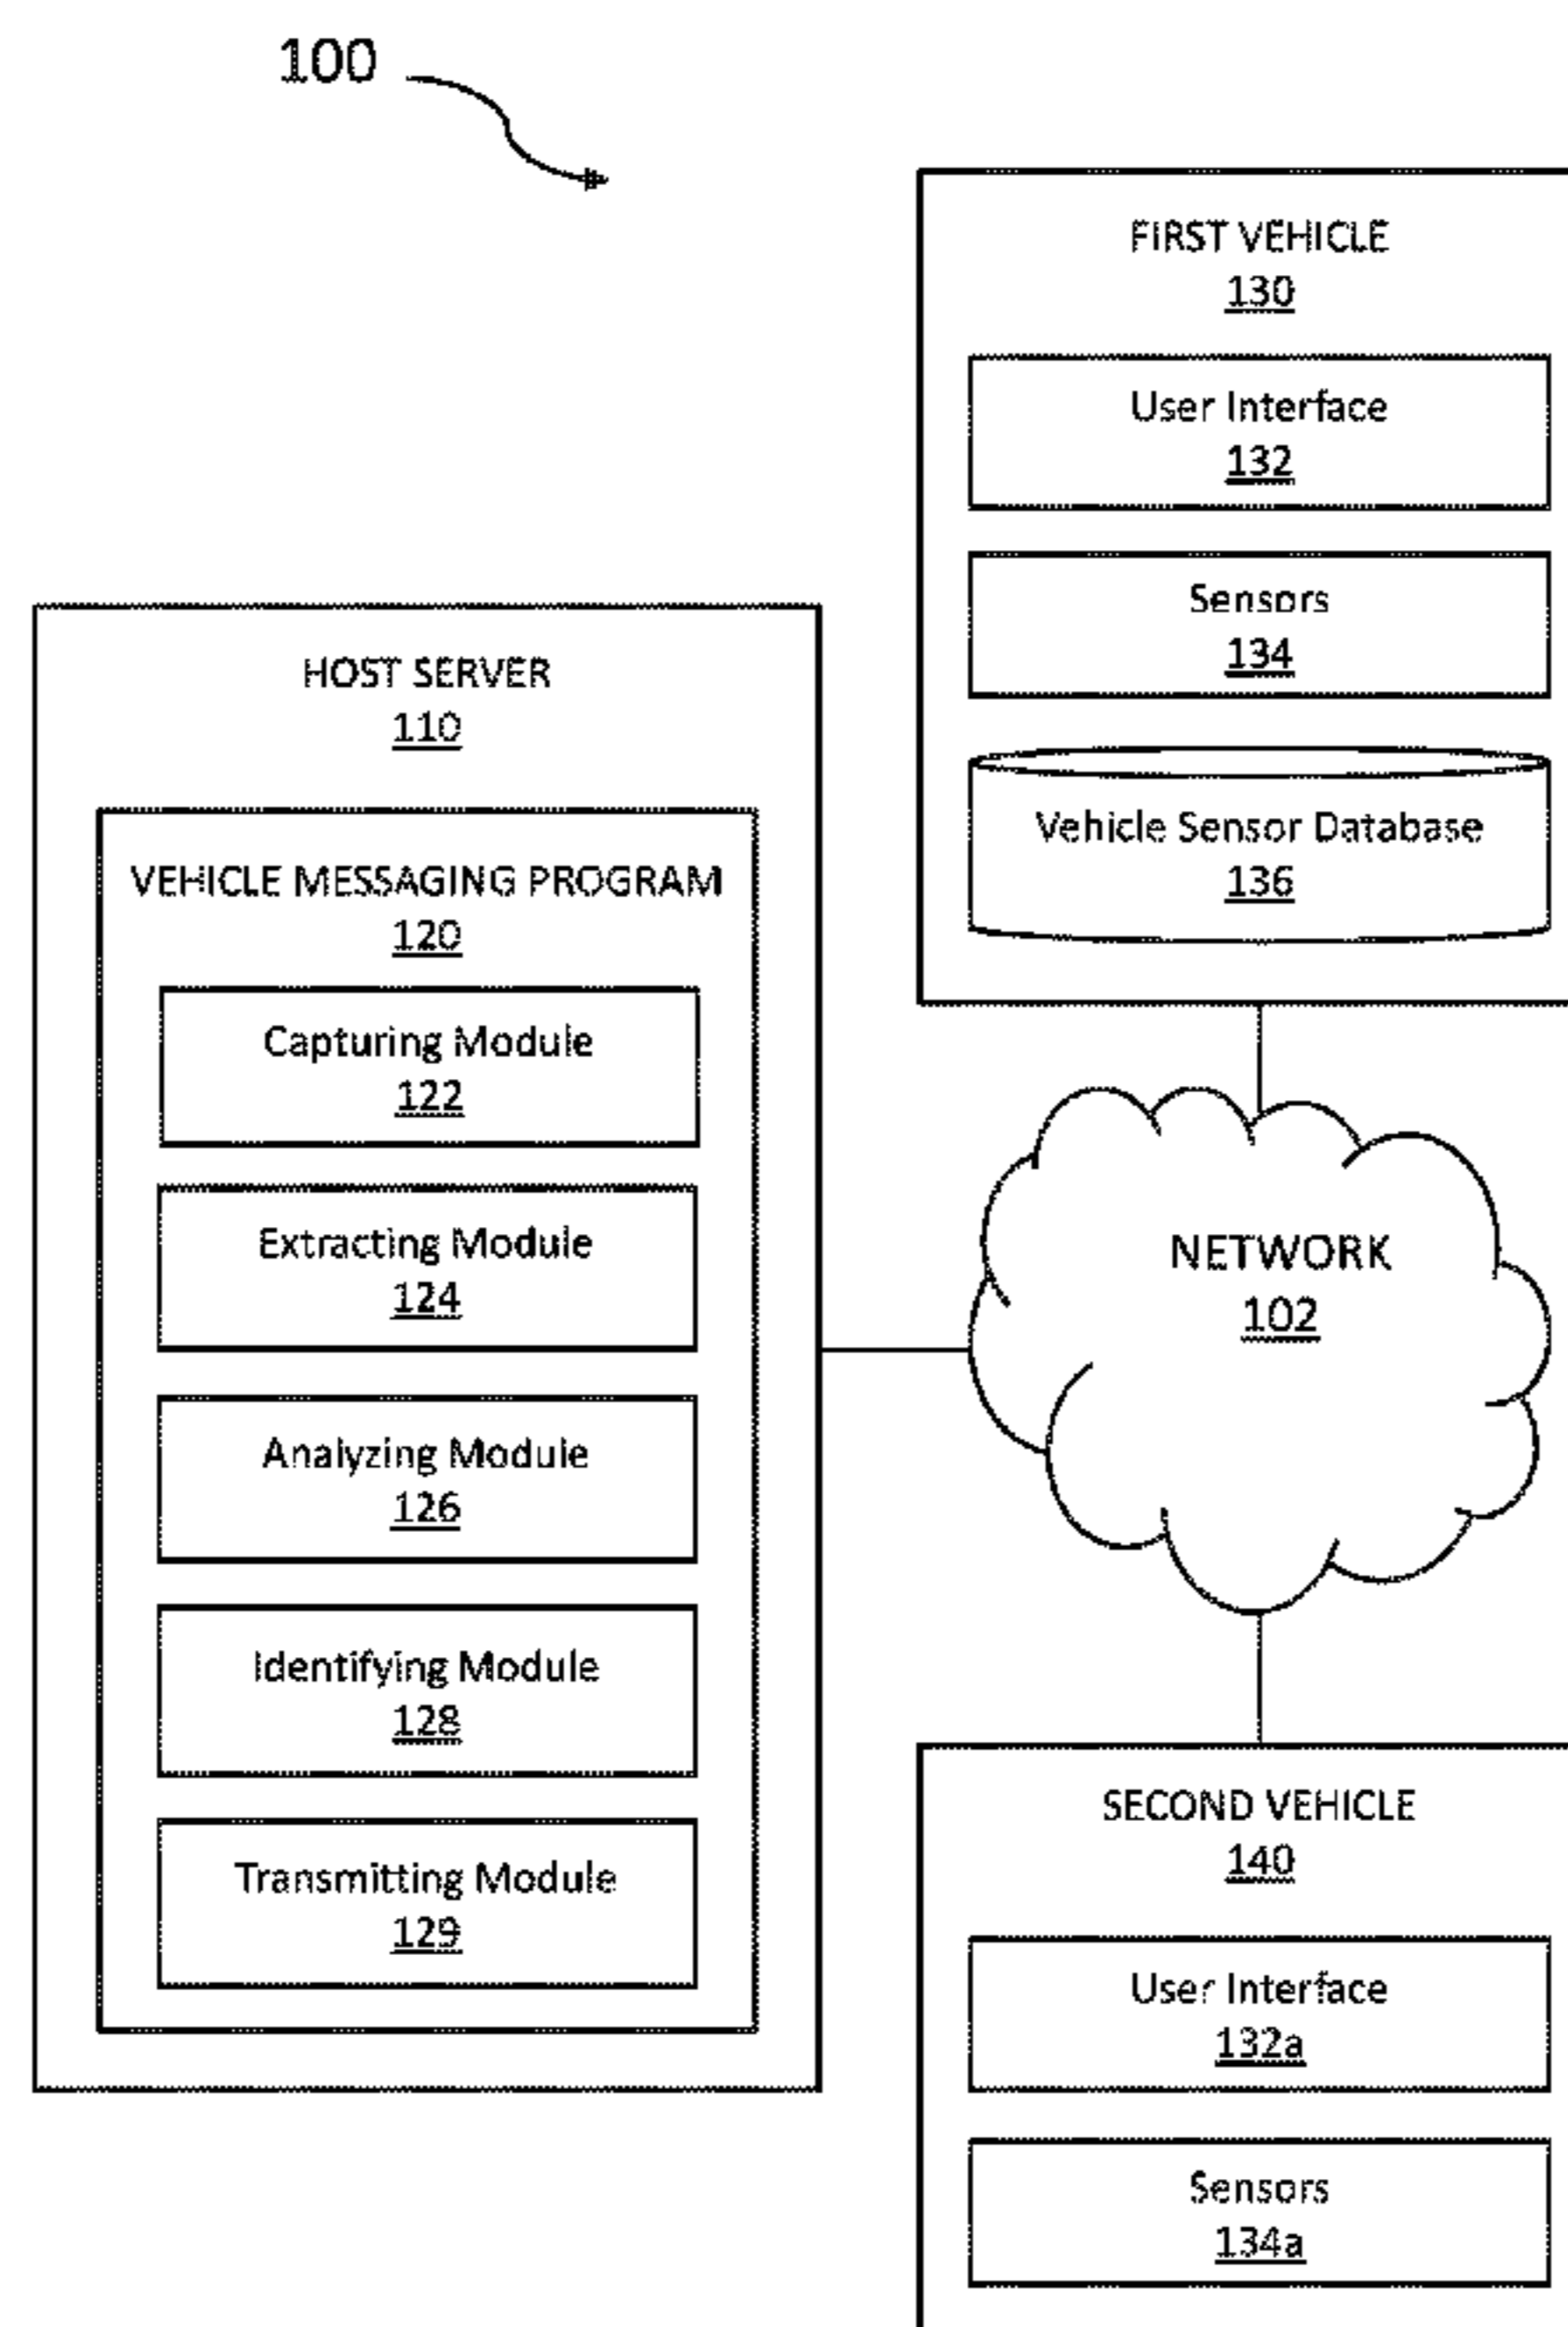 100
FIRST VEHICLE
130
User Interface
132
Sensors
134
Vehicle Sensor Database
136
HOST SERVER
110
VEHICLE MESSAGING PROGRAM
120
Capturing Module
122
Extracting Module
124
Analyzing Module
126
Identifying Module
128
Transmitting Module
129
NETWORK
102
SECOND VEHICLE
140
User Interface
132a
Sensors
134a